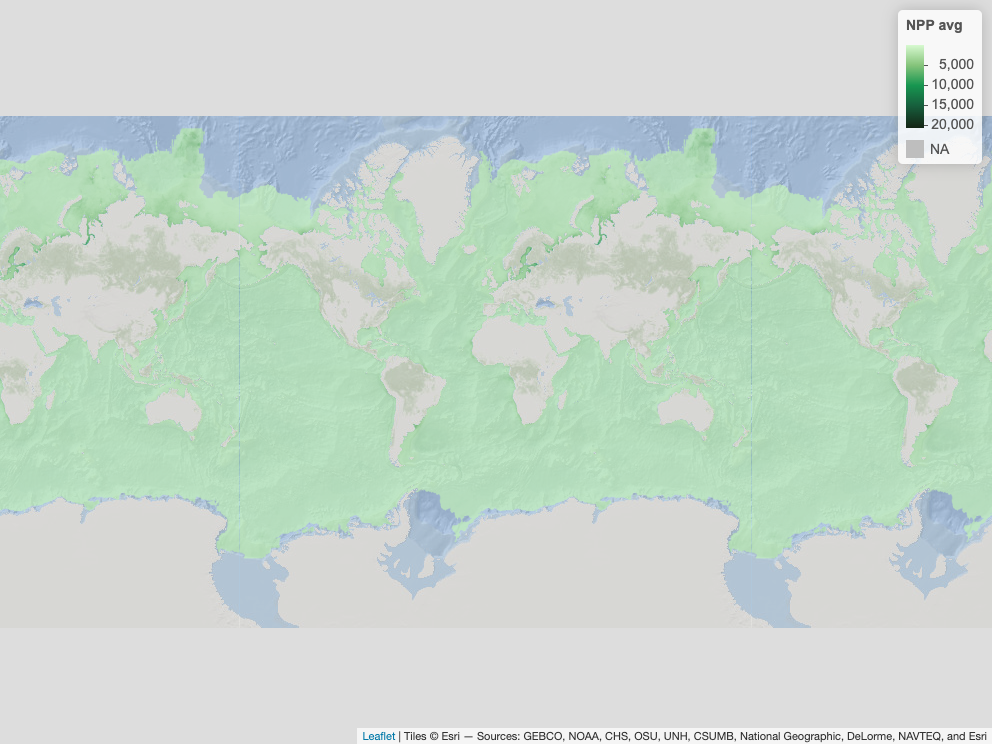 NPP avg
5,000
10,000
15,000
20,000
NA
Leaflet | Tiles © Esri — Sources: GEBCO, NOAA, CHS, OSU, UNH, CSUMB, National Geographic, DeLorme, NAVTEQ, and Esri